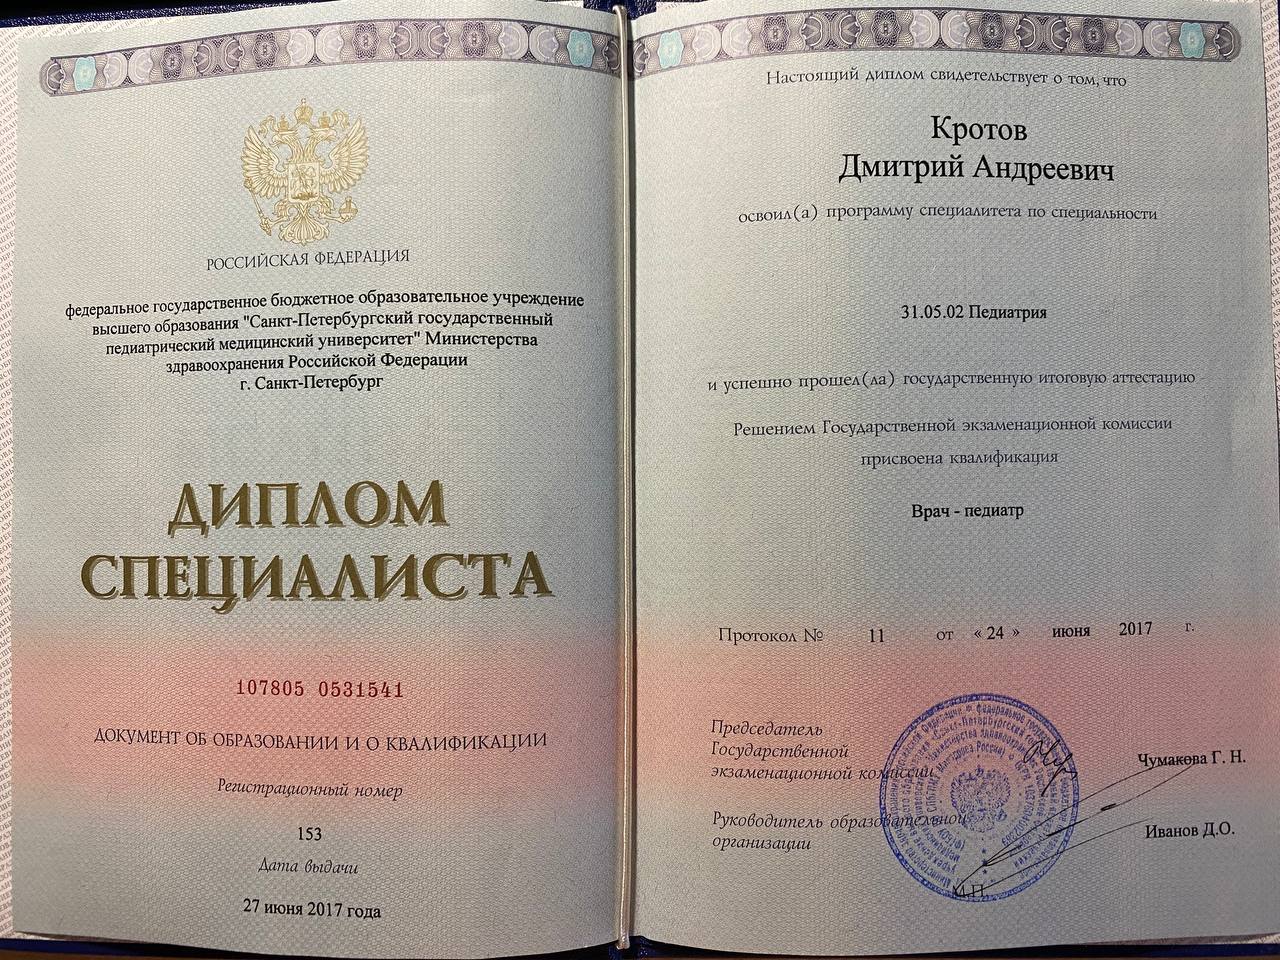 РОССИЙСКАЯ ФЕДЕРАЦИЯ
федеральное государственное бюджетное образовательное учреждение
высшего образования "Санкт-Петербургский государственный
педиатрический медицинский университет" Министерства
здравоохранения Российской Федерации
г. Санкт-Петербург
ДИПЛОМ
СПЕЦИАЛИСТА
107805 0531541
ДОКУМЕНТ ОБ ОБРАЗОВАНИИ И О КВАЛИФИКАЦИИ
Регистрационный номер
153
Дата выдачи
27 июня 2017 года
Настоящий диплом свидетельствует о том, что
Кротов
Дмитрий Андреевич
освоил(а) программу специалитета по специальности
31.05.02 Педиатрия
и успешно прошел(ла) государственную итоговую аттестацию
Решением Государственной экзаменационной комиссии
присвоена квалификация
Врач - педиатр
Протокол № 11 от « 24 » июня 2017 г.
Председатель
Государственной
экзаменационной комиссии
Чумакова Г. Н.
Руководитель образовательной
организации
Иванов Д.О.
М.П.